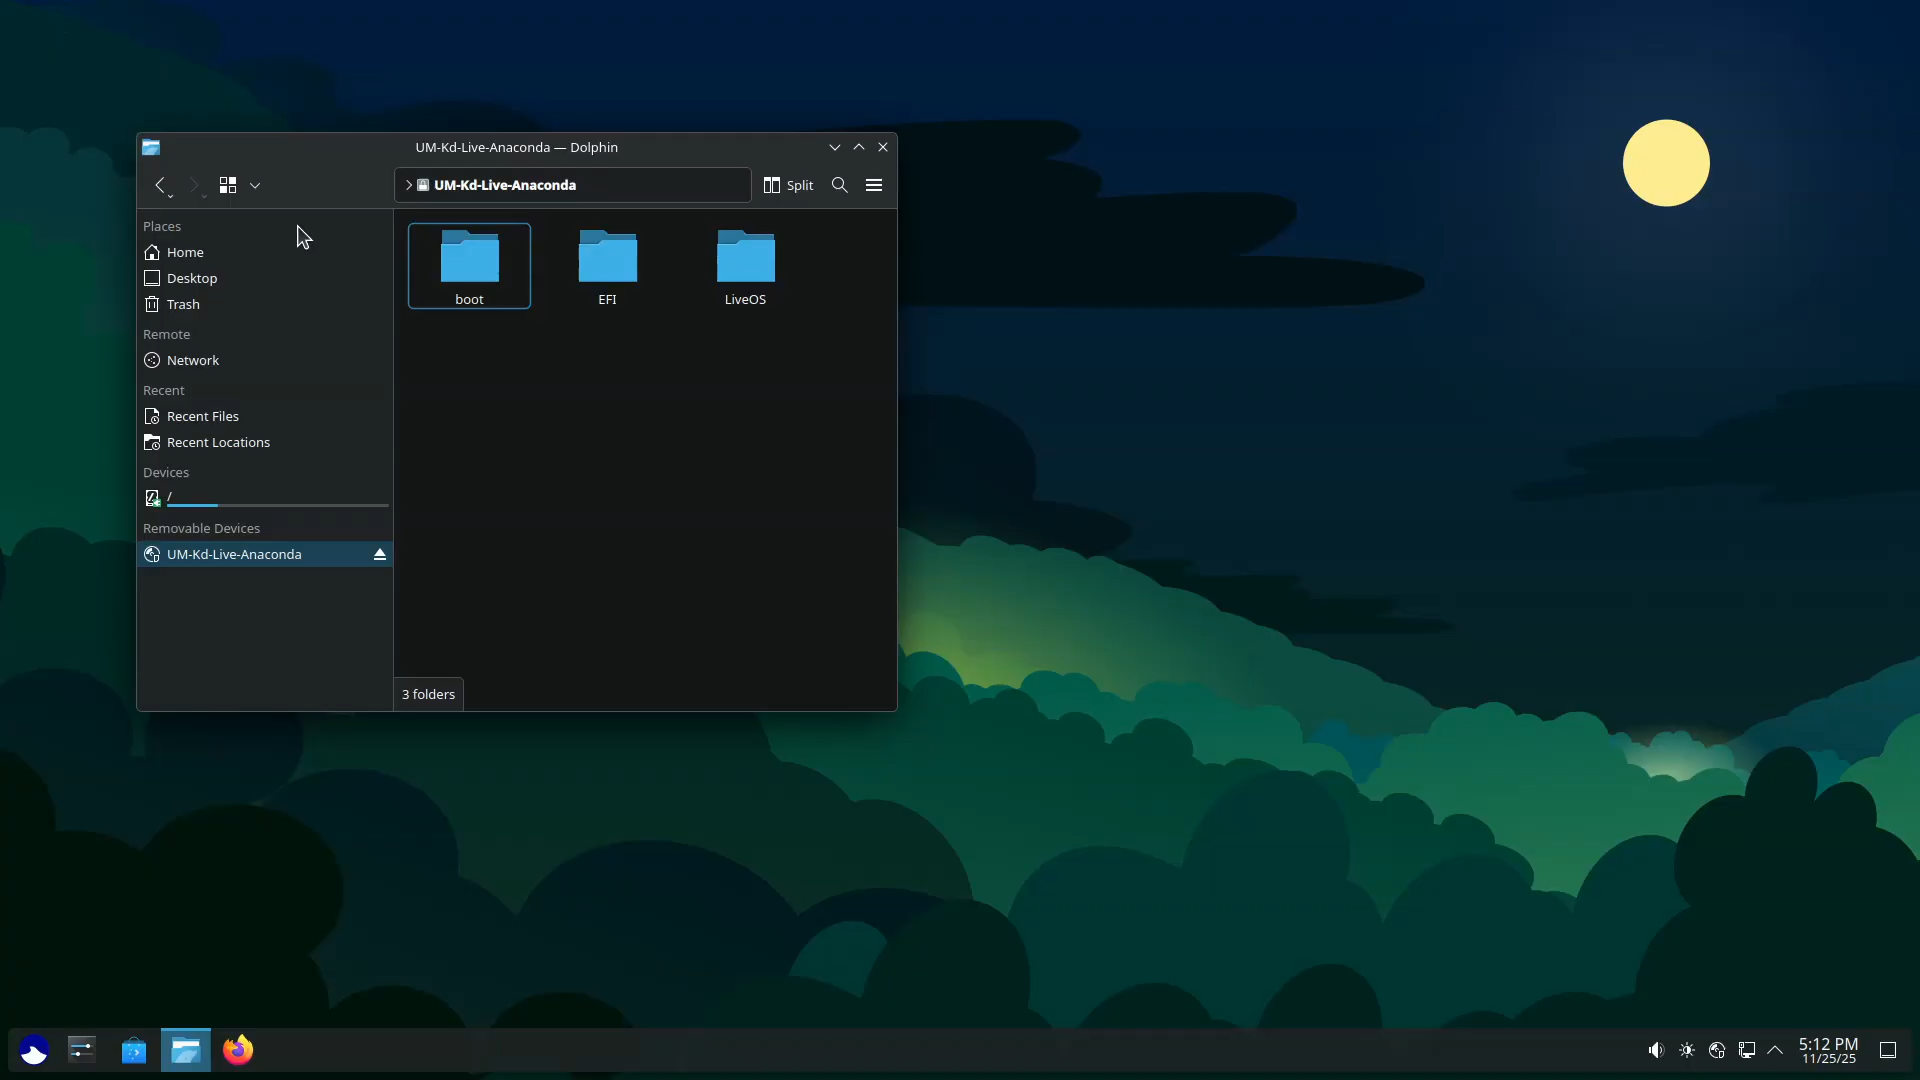 UM-Kd-Live-Anaconda — Dolphin
UM-Kd-Live-Anaconda
Split
Places
Home
Desktop
Trash
Remote
Network
Recent
Recent Files
Recent Locations
Devices
/
Removable Devices
UM-Kd-Live-Anaconda
boot
EFI
LiveOS
3 folders
5:12 PM
11/25/25